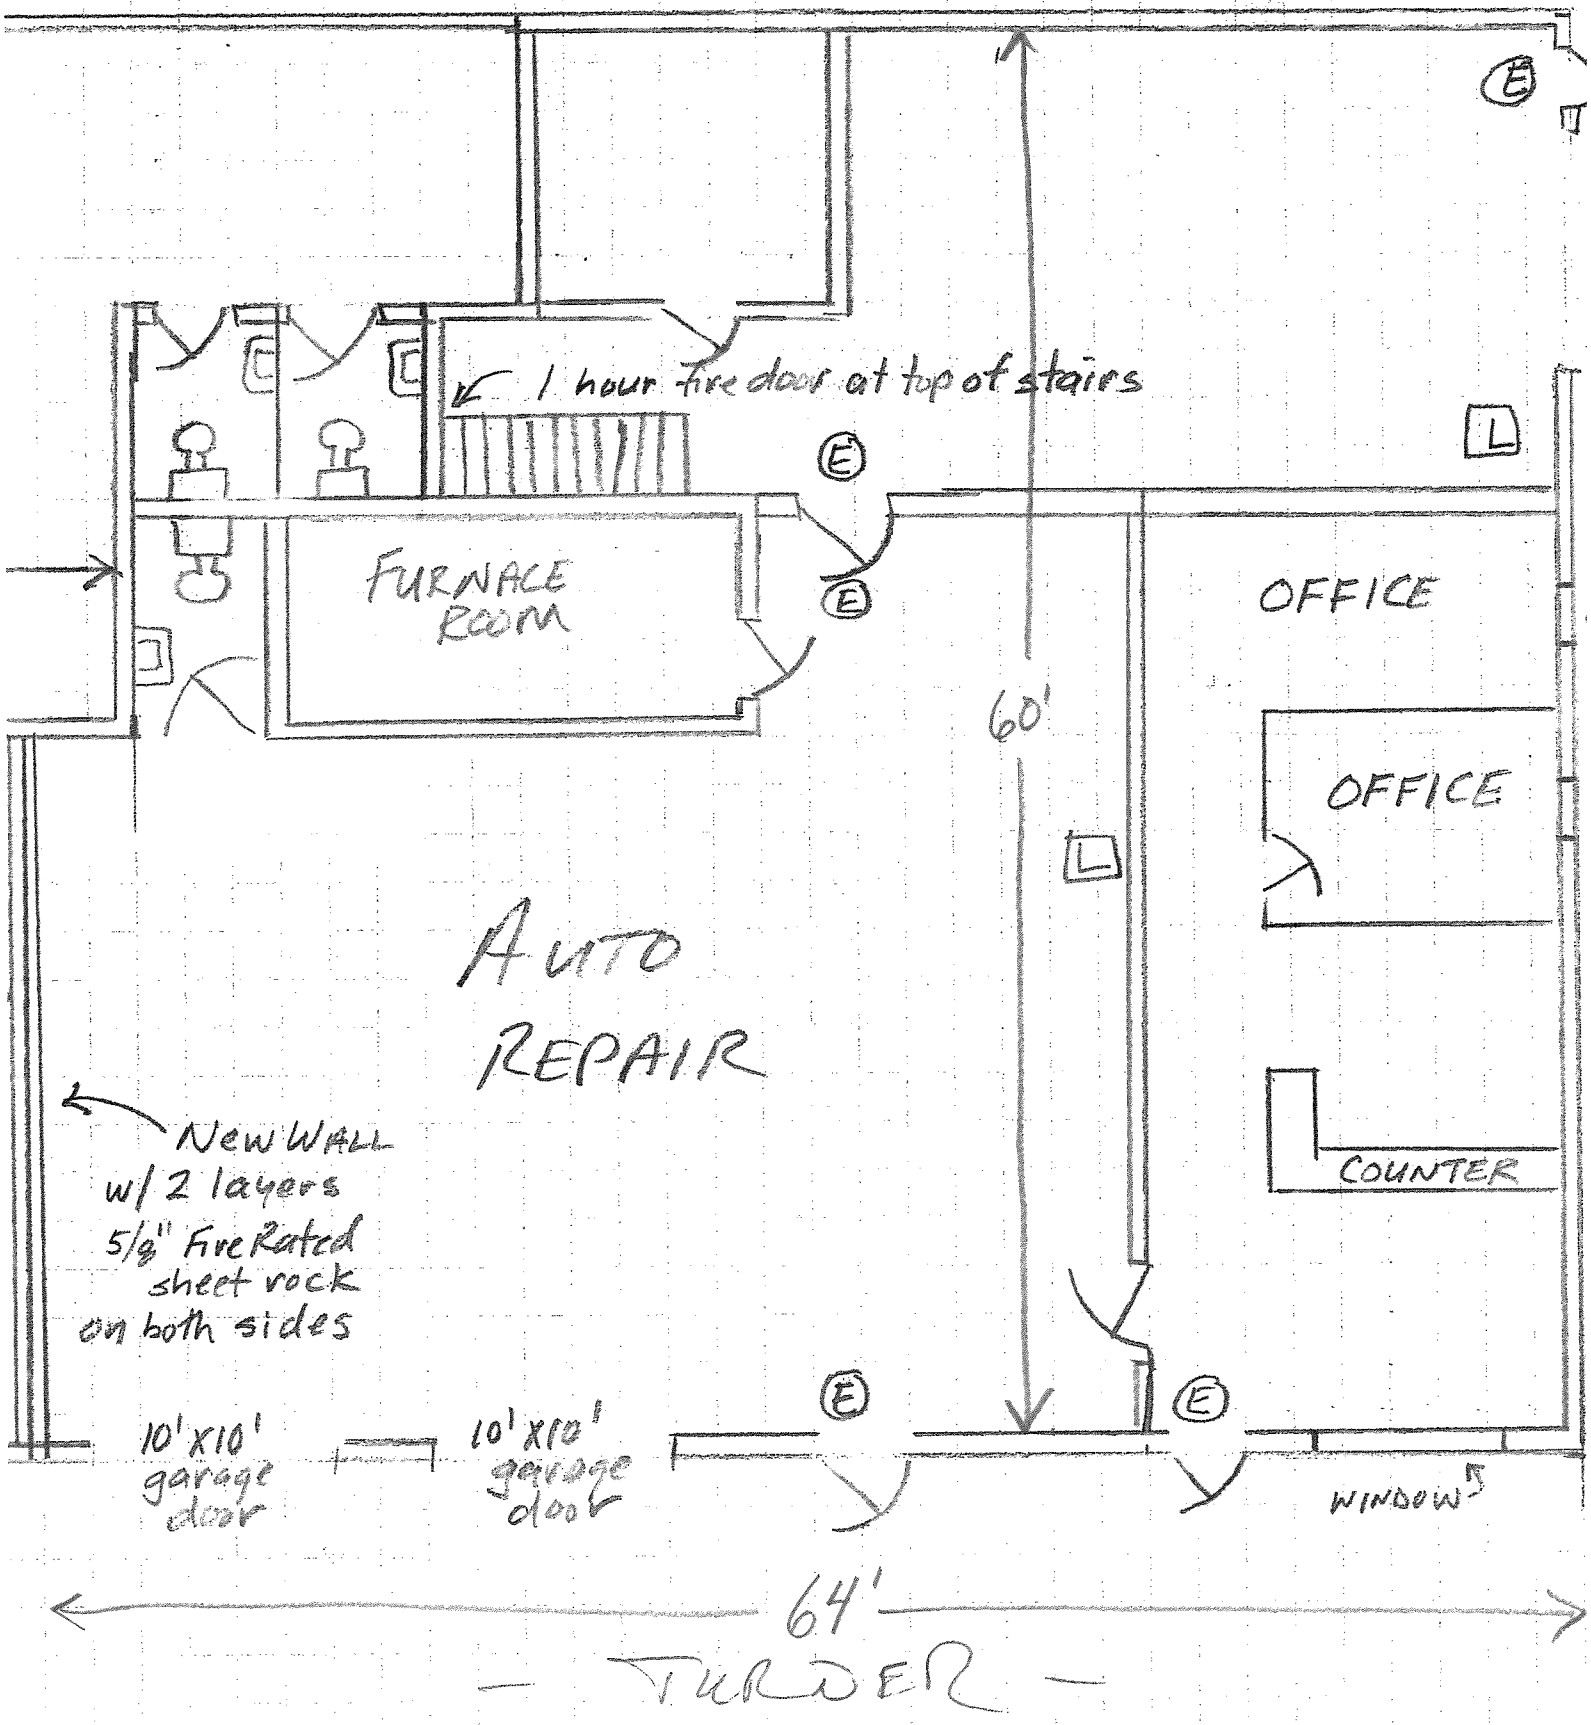 E
1 hour fire door at top of stairs
L
E
FURNACE
ROOM
E
OFFICE
60'
OFFICE
L
AUTO
REPAIR
NEW WALL
w/ 2 layers
5/8" Fire Rated
sheet rock
on both sides
COUNTER
E
E
10' X10'
garage
door
10' X10'
garage
door
WINDOW
64'
- TURNER -